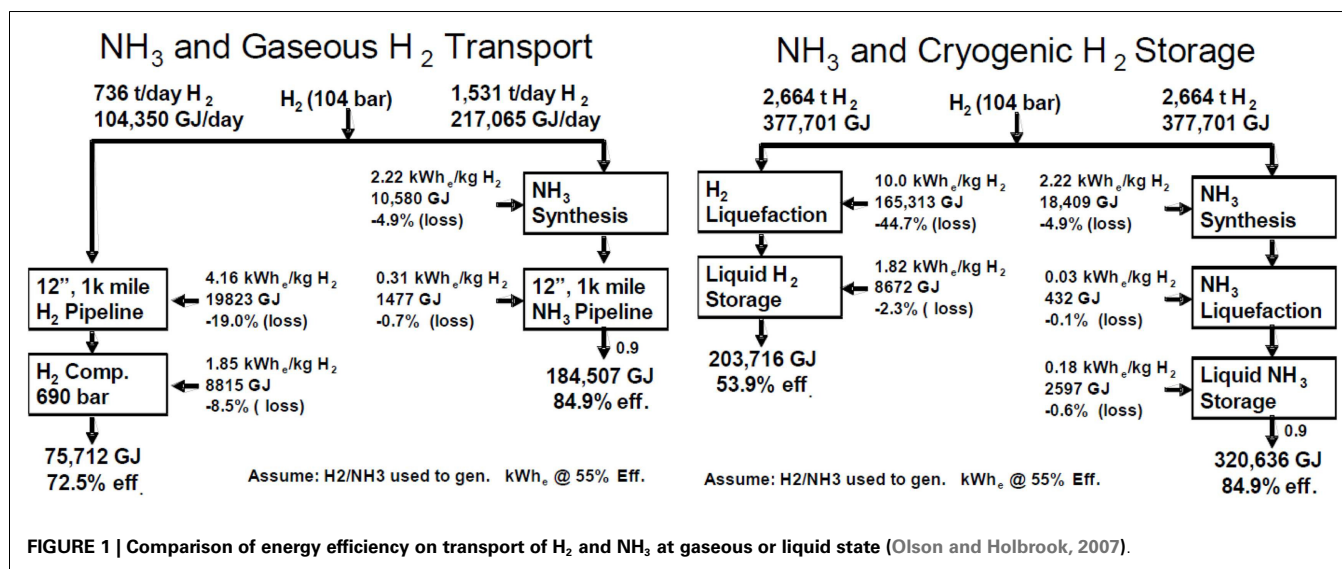 NH3 and Gaseous H2 Transport
736 t/day H2
104,350 GJ/day
H2 (104 bar)
1,531 t/day H2
217,065 GJ/day
2.22 kWhe/kg H2
10,580 GJ
-4.9% (loss)
NH3
Synthesis
12”, 1k mile
H2 Pipeline
4.16 kWhe/kg H2
19823 GJ
-19.0% (loss)
0.31 kWhe/kg H2
1477 GJ
-0.7% (loss)
12”, 1k mile
NH3 Pipeline
H2 Comp.
690 bar
1.85 kWhe/kg H2
8815 GJ
-8.5% ( loss)
0.9
184,507 GJ
84.9% eff.
75,712 GJ
72.5% eff.
Assume: H2/NH3 used to gen. kWhe @ 55% Eff.
NH3 and Cryogenic H2 Storage
2,664 t H2
377,701 GJ
H2 (104 bar)
2,664 t H2
377,701 GJ
H2
Liquefaction
10.0 kWhe/kg H2
165,313 GJ
-44.7% (loss)
2.22 kWhe/kg H2
18,409 GJ
-4.9% (loss)
NH3
Synthesis
Liquid H2
Storage
1.82 kWhe/kg H2
8672 GJ
-2.3% ( loss)
0.03 kWhe/kg H2
432 GJ
-0.1% (loss)
NH3
Liquefaction
203,716 GJ
53.9% eff
0.18 kWhe/kg H2
2597 GJ
-0.6% (loss)
Liquid NH3
Storage
0.9
320,636 GJ
84.9% eff.
Assume: H2/NH3 used to gen. kWhe @ 55% Eff.
FIGURE 1 | Comparison of energy efficiency on transport of H2 and NH3 at gaseous or liquid state (Olson and Holbrook, 2007).